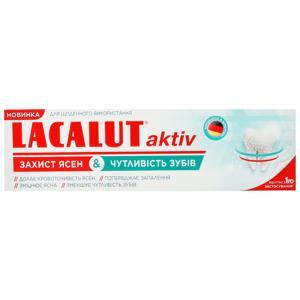 НОВИНКА
ДЛЯ ЩОДЕННОГО ВИКОРИСТАННЯ
LACALUT aktiv
ЗАХИСТ ЯСЕН & ЧУТЛИВІСТЬ ЗУБІВ
ДОЛАЄ КРОВОТОЧИВІСТЬ ЯСЕН ПОПЕРЕДЖАЄ ЗАПАЛЕННЯ
ЗМІЦНЮЄ ЯСНА ЗМЕНШУЄ ЧУТЛИВІСТЬ ЗУБІВ
ЗАСТОСУВАННЯ